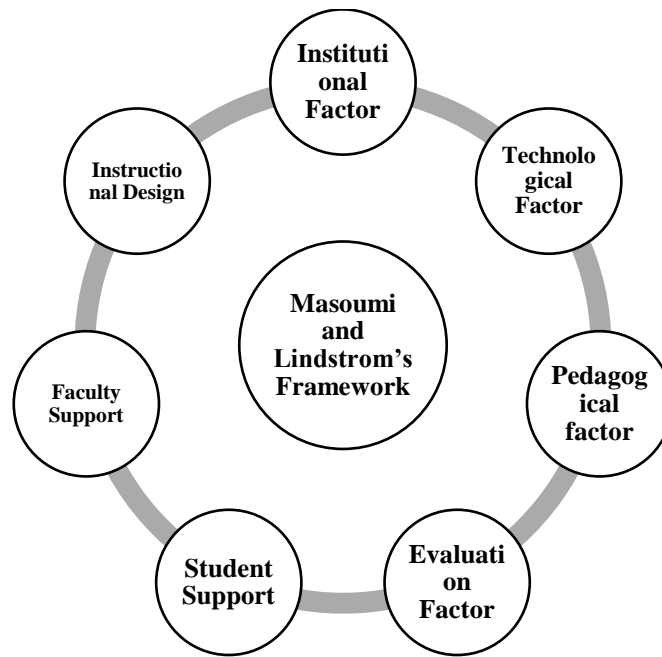 Instituti
onal
Factor
Technolo
gical
Factor
Pedagog
ical
factor
Evaluati
on
Factor
Student
Support
Faculty
Support
Instructio
nal Design
Masoumi
and
Lindstrom’s
Framework